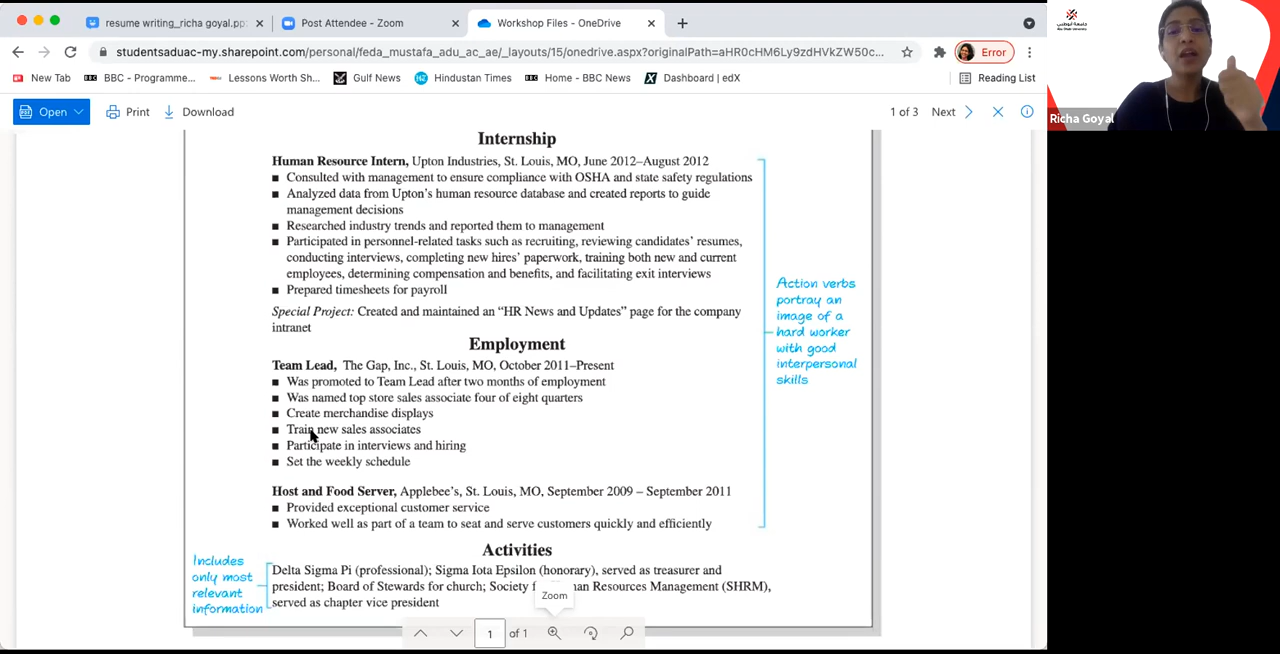 resume writing_richa goyal.pp
Post Attendee - Zoom
Workshop Files - OneDrive
studentsaduac-my.sharepoint.com/personal/feda_mustafa_adu_ac_ae/_layouts/15/onedrive.aspx?originalPath=aHR0cHM6Ly9zdHVkZW50c...
Error
New Tab
BBC - Programme...
Lessons Worth Sh...
Gulf News
Hindustan Times
Home - BBC News
Dashboard | edX
Reading List
Open
Print
Download
1 of 3
Next
Richa Goyal
Internship
Human Resource Intern, Upton Industries, St. Louis, MO, June 2012–August 2012
■ Consulted with management to ensure compliance with OSHA and state safety regulations
■ Analyzed data from Upton's human resource database and created reports to guide
management decisions
■ Researched industry trends and reported them to management
■ Participated in personnel-related tasks such as recruiting, reviewing candidates' resumes,
conducting interviews, completing new hires' paperwork, training both new and current
employees, determining compensation and benefits, and facilitating exit interviews
■ Prepared timesheets for payroll
Special Project: Created and maintained an "HR News and Updates" page for the company
intranet
Action verbs
portray an
image of a
hard worker
with good
interpersonal
skills
Employment
Team Lead, The Gap, Inc., St. Louis, MO, October 2011–Present
■ Was promoted to Team Lead after two months of employment
■ Was named top store sales associate four of eight quarters
■ Create merchandise displays
■ Train new sales associates
■ Participate in interviews and hiring
■ Set the weekly schedule
Host and Food Server, Applebee's, St. Louis, MO, September 2009 – September 2011
■ Provided exceptional customer service
■ Worked well as part of a team to seat and serve customers quickly and efficiently
Activities
Includes
only most
relevant
information
Delta Sigma Pi (professional); Sigma Iota Epsilon (honorary), served as treasurer and
president; Board of Stewards for church; Society an Resources Management (SHRM),
served as chapter vice president
Zoom
1 of 1